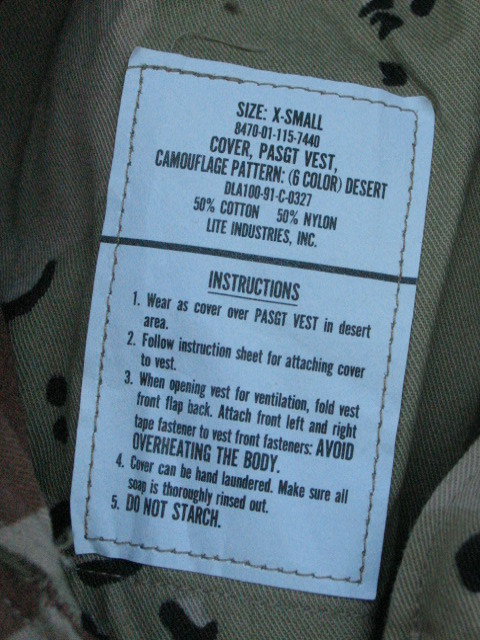 SIZE: X-SMALL
8470-01-115-7440
COVER, PASGT VEST,
CAMOUFLAGE PATTERN: (6 COLOR) DESERT
DLA100-91-C-0327
50% COTTON 50% NYLON
LITE INDUSTRIES, INC.
INSTRUCTIONS
1. Wear as cover over PASGT VEST in desert
area.
2. Follow instruction sheet for attaching cover
to vest.
3. When opening vest for ventilation, fold vest
front flap back. Attach front left and right
tape fastener to vest front fasteners: AVOID
OVERHEATING THE BODY.
4. Cover can be hand laundered. Make sure all
soap is thoroughly rinsed out.
5. DO NOT STARCH.